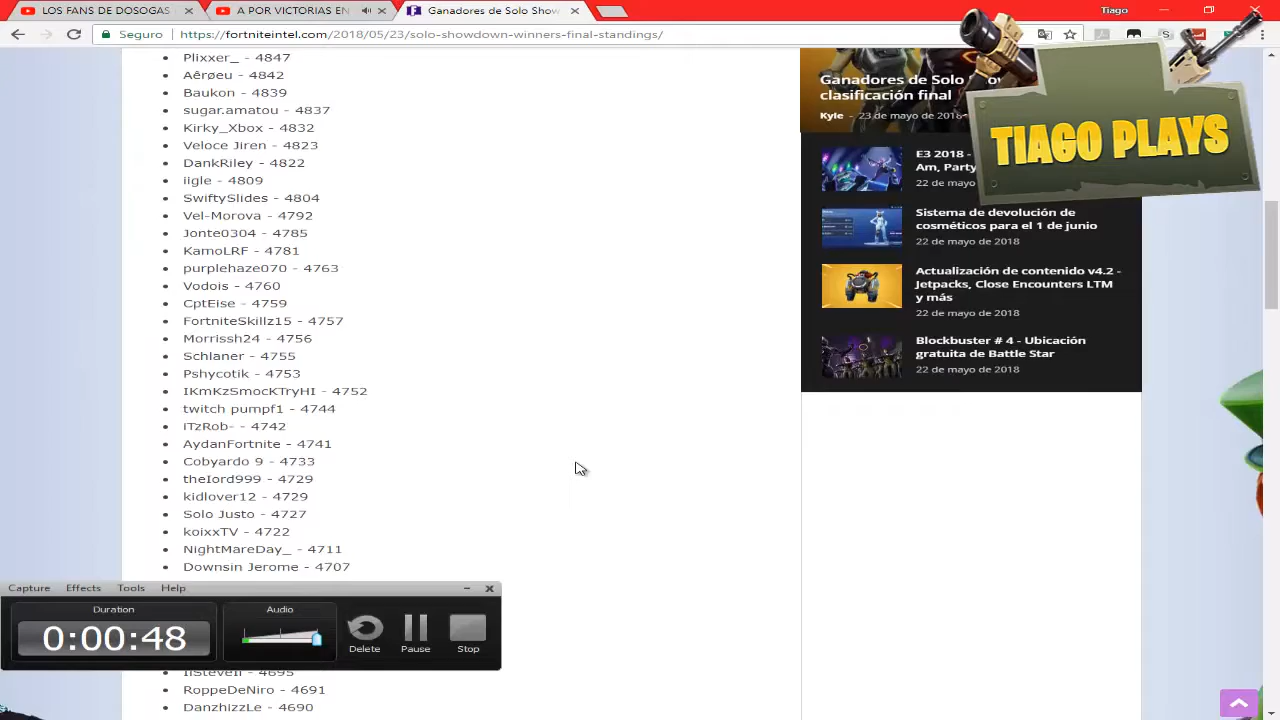 LOS FANS DE DOSOGAS
A POR VICTORIAS EN
Ganadores de Solo Show
Tiago
Seguro
https://fortniteintel.com/2018/05/23/solo-showdown-winners-final-standings/
Plixxer_ - 4847
Aêrøeu - 4842
Baukon - 4839
sugar.amatou - 4837
Kirky_Xbox - 4832
Veloce Jiren - 4823
DankRiley - 4822
iigle - 4809
SwiftySlides - 4804
Vel-Morova - 4792
Jonte0304 - 4785
KamoLRF - 4781
purplehaze070 - 4763
Vodois - 4760
CptEise - 4759
FortniteSkillz15 - 4757
Morrissh24 - 4756
Schlaner - 4755
Pshycotik - 4753
IKmKzSmocKTryHI - 4752
twitch pumpf1 - 4744
iTzRob- - 4742
AydanFortnite - 4741
Cobyardo 9 - 4733
theIord999 - 4729
kidlover12 - 4729
Solo Justo - 4727
koixxTV - 4722
NightMareDay_ - 4711
Downsin Jerome - 4707
4695
RoppeDeNiro - 4691
DanzhizzLe - 4690
Ganadores de Solo
clasificación final
Kyle - 23 de mayo de 2018
E3 2018 -
Am, Party
22 de mayo
Sistema de devolución de
cosméticos para el 1 de junio
22 de mayo de 2018
Actualización de contenido v4.2 -
Jetpacks, Close Encounters LTM
y más
22 de mayo de 2018
Blockbuster # 4 - Ubicación
gratuita de Battle Star
22 de mayo de 2018
TIAGO PLAYS
Capture Effects Tools Help
Duration
0:00:48
Audio
Delete
Pause
Stop